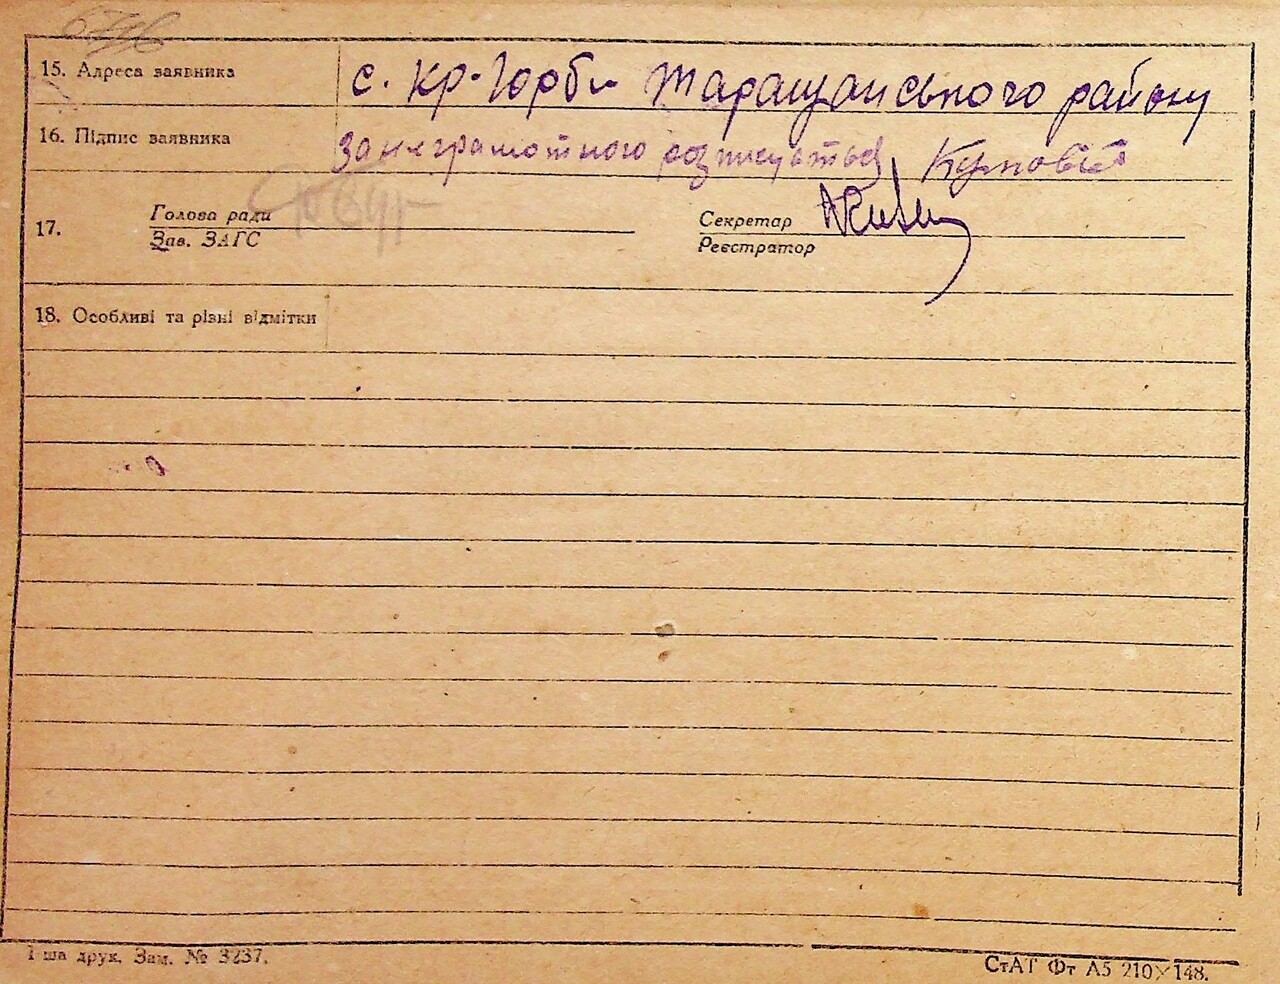 15. Адреса заявника с. Кр-Горби Таращанського району
16. Підпис заявника За неграмотного розписується
17. Голова ради
Зав. ЗАГС
Секретар
Реєстратор
18. Особливі та різні відмітки
1 ша друк. Зам. № 3237.
СтАТ Фт А5 210×148.